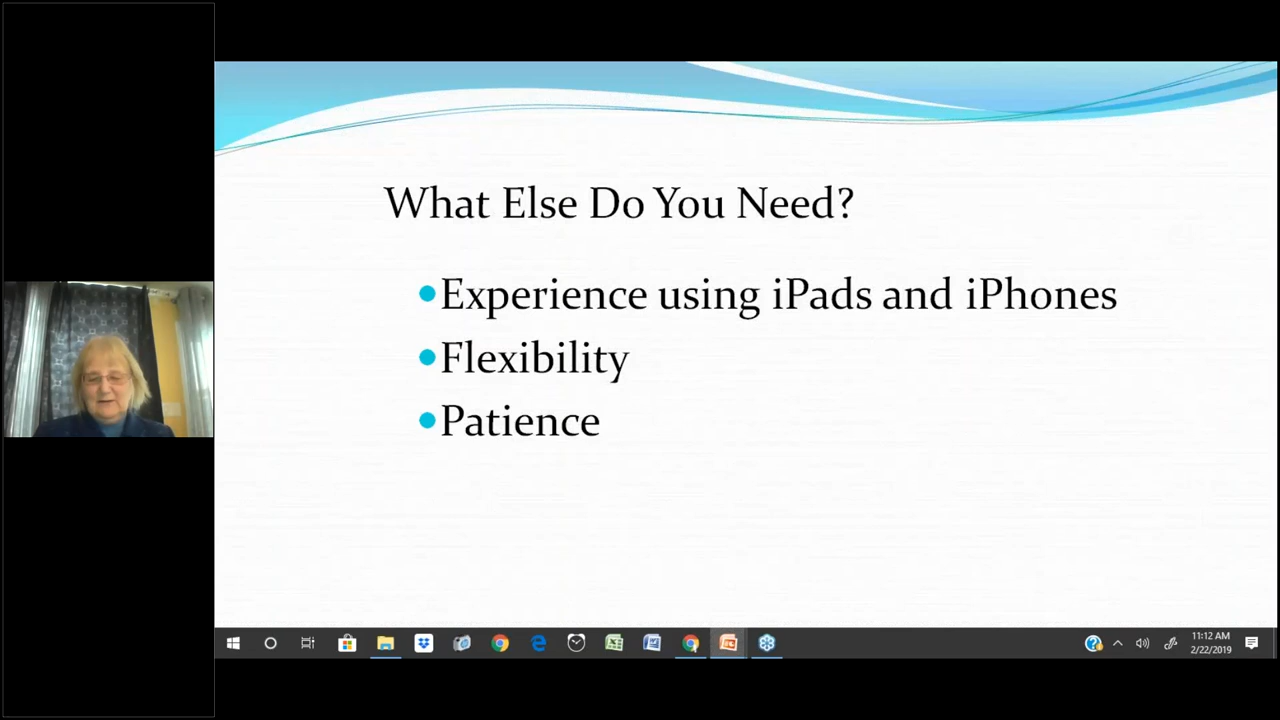 What Else Do You Need?
•Experience using iPads and iPhones
•Flexibility
•Patience
11:12 AM
2/22/2019